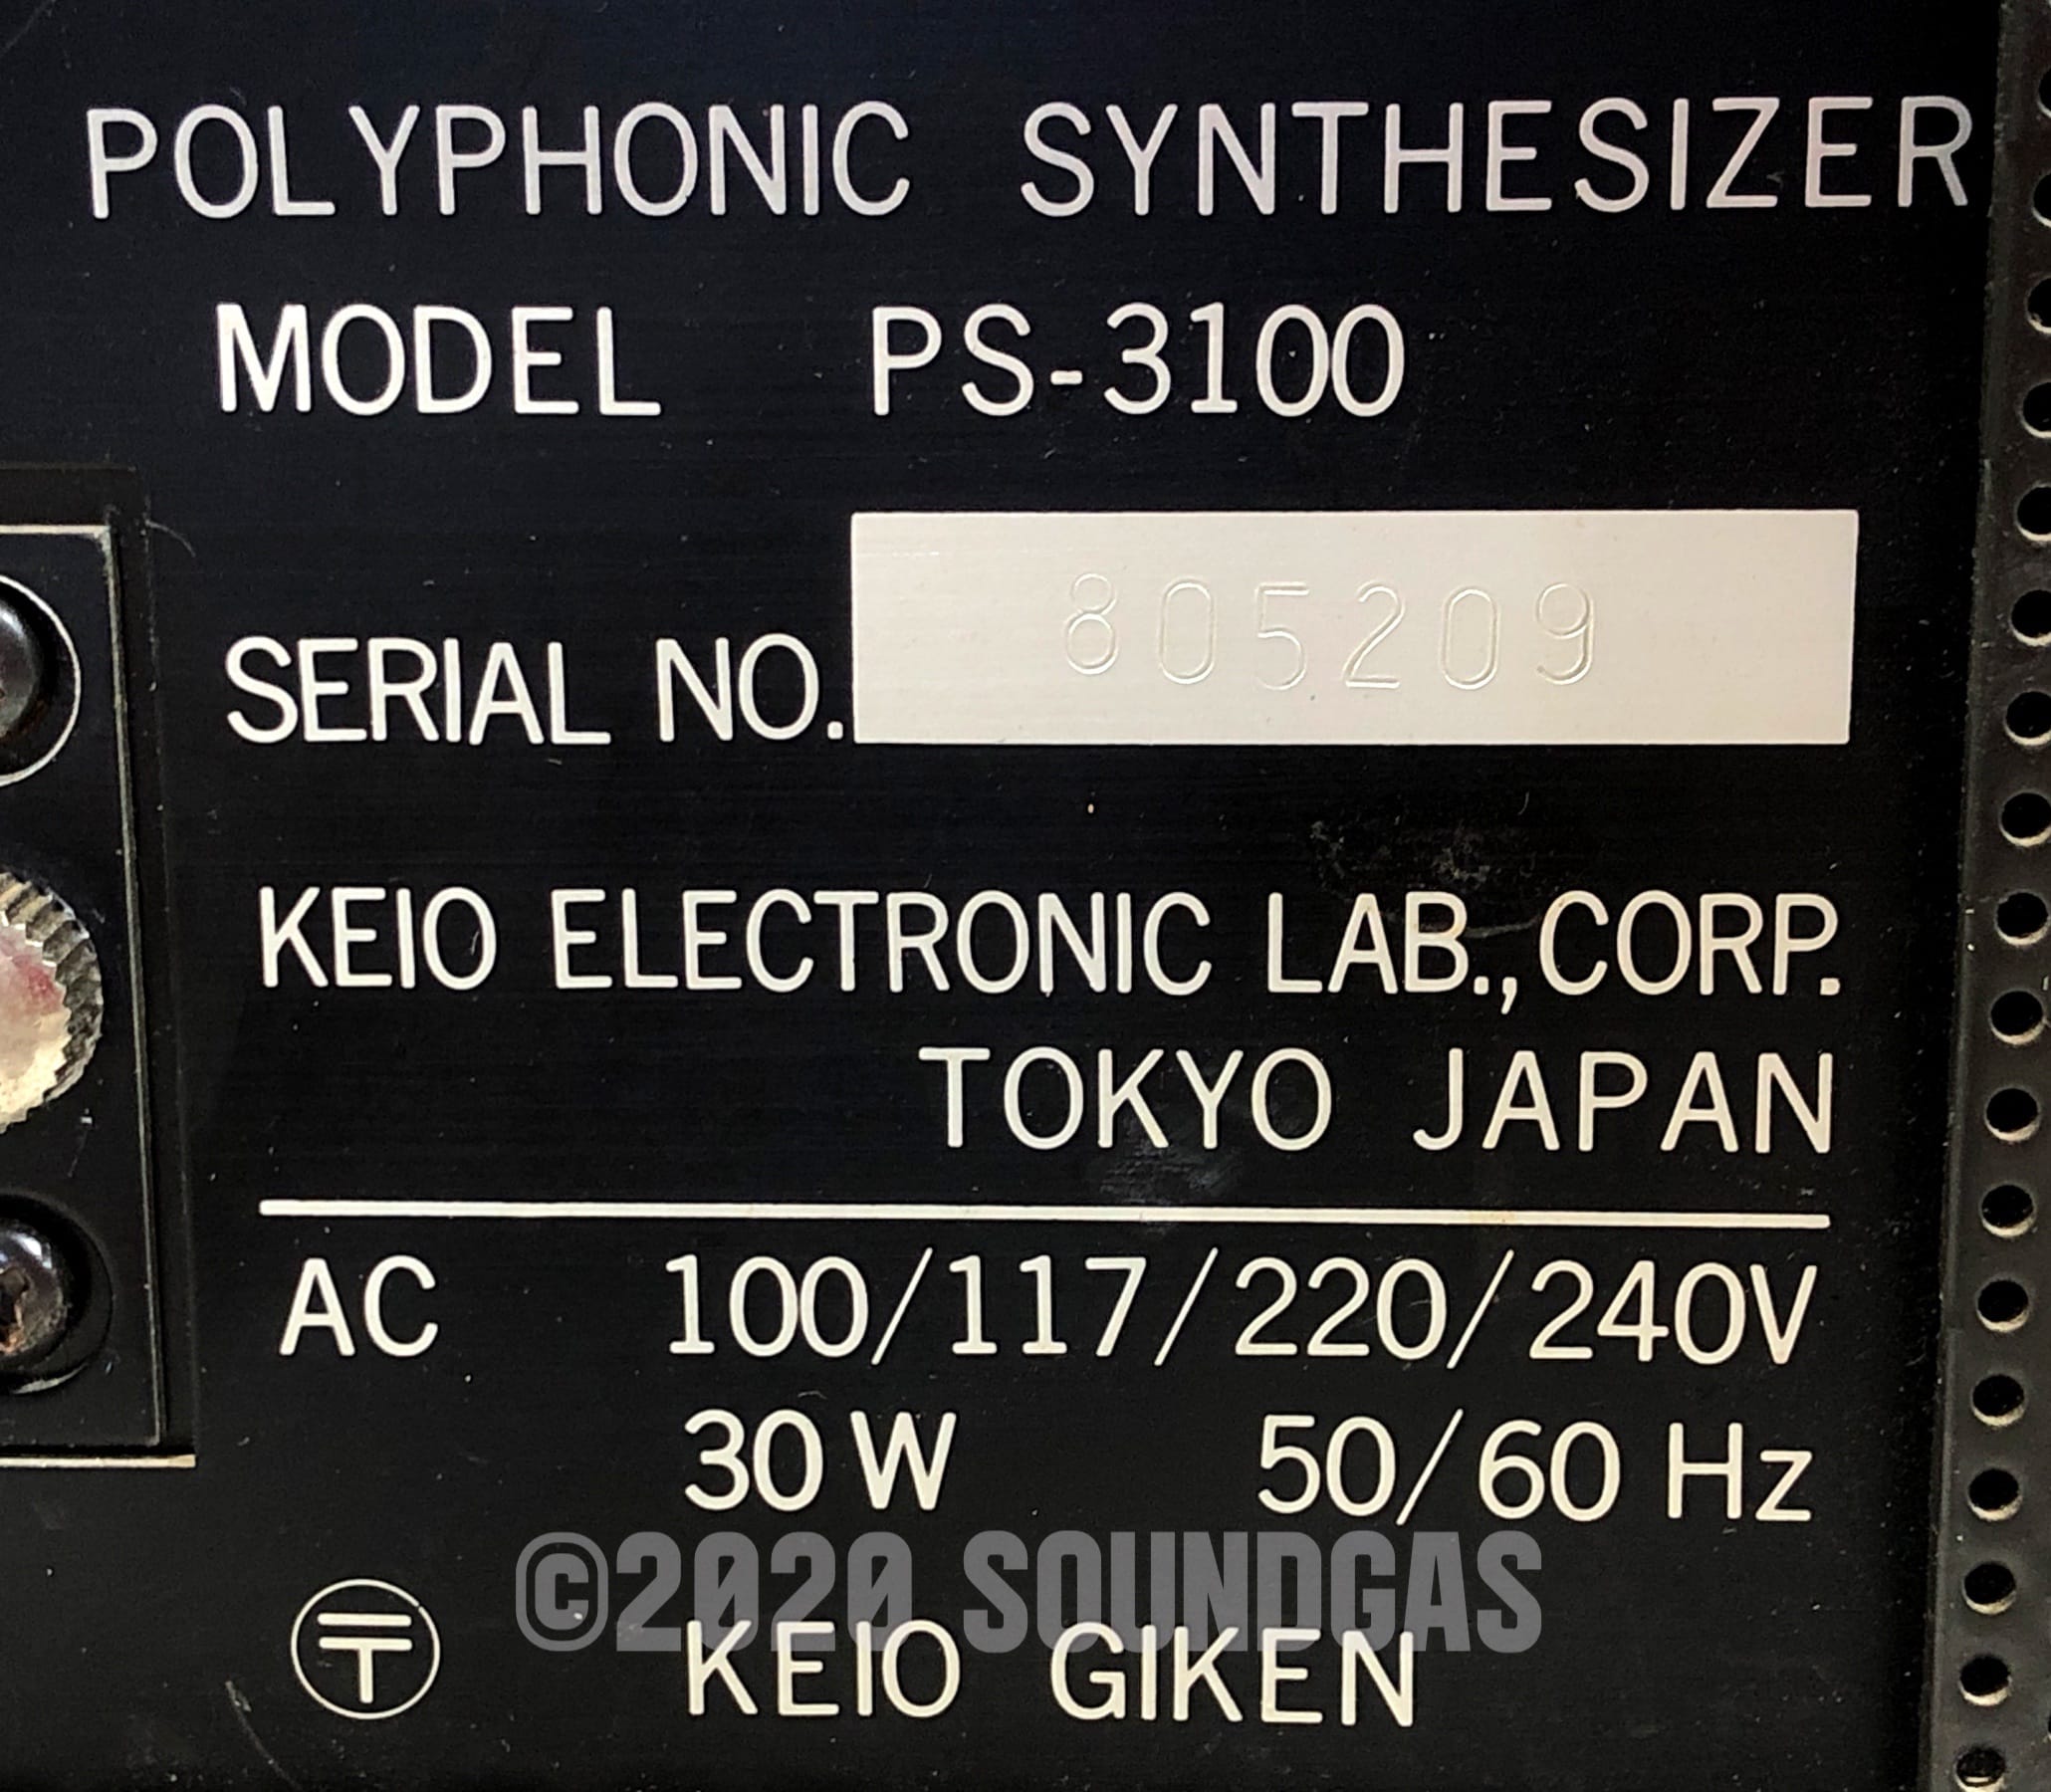 POLYPHONIC SYNTHESIZER
MODEL PS-3100
SERIAL NO. 805209
KEIO ELECTRONIC LAB., CORP.
TOKYO JAPAN
AC 100/117/220/240V
30 W 50/60 Hz
©2020 SOUNDGAS
〒 KEIO GIKEN